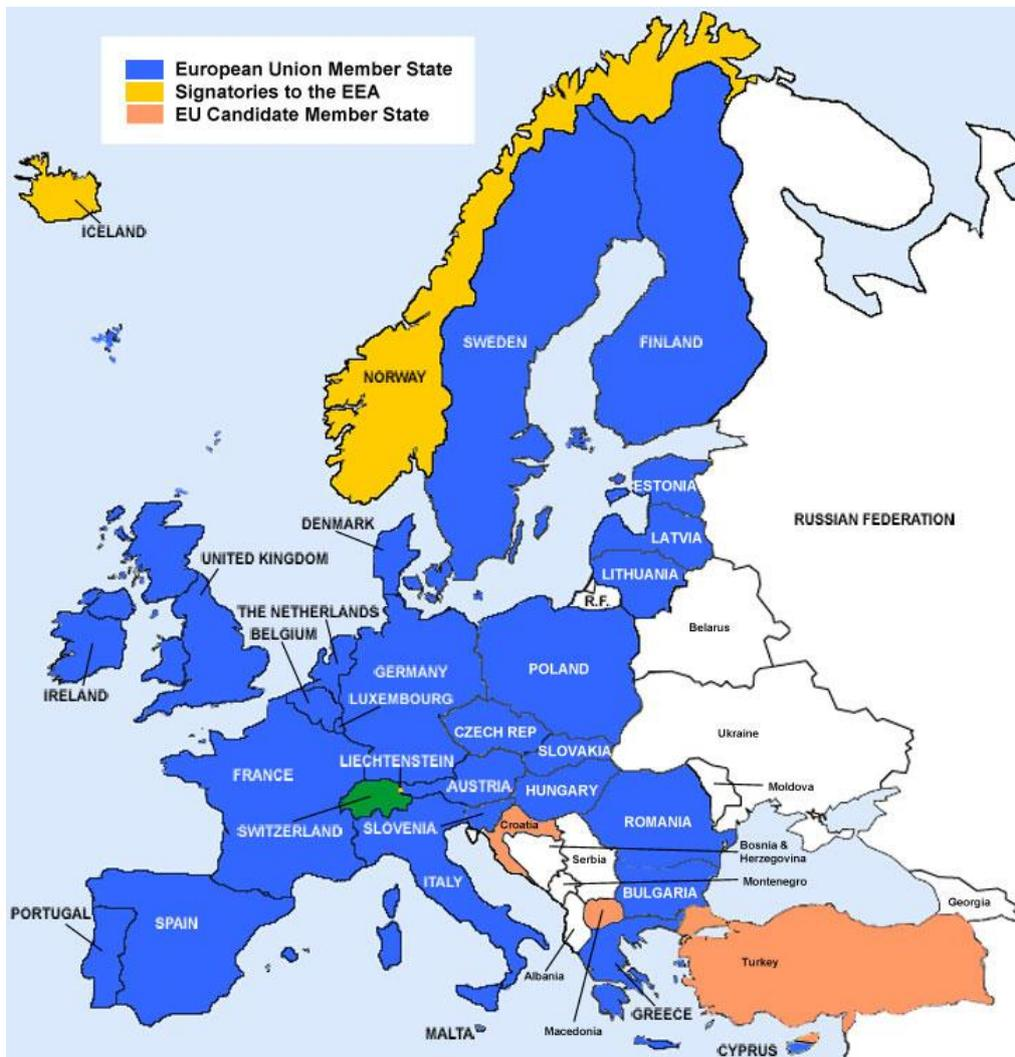 European Union Member State
Signatories to the EEA
EU Candidate Member State
ICELAND
SWEDEN
FINLAND
NORWAY
ESTONIA
RUSSIAN FEDERATION
DENMARK
LATVIA
UNITED KINGDOM
LITHUANIA
R.F.
THE NETHERLANDS
Belarus
BELGIUM
IRELAND
GERMANY
POLAND
LUXEMBOURG
CZECH REP
Ukraine
SLOVAKIA
LIECHTENSTEIN
FRANCE
AUSTRIA
HUNGARY
Moldova
SWITZERLAND
SLOVENIA
Croatia
ROMANIA
Bosnia &
Herzegovina
Serbia
ITALY
Montenegro
BULGARIA
Georgia
PORTUGAL
SPAIN
Turkey
Albania
GREECE
MALTA
Macedonia
CYPRUS